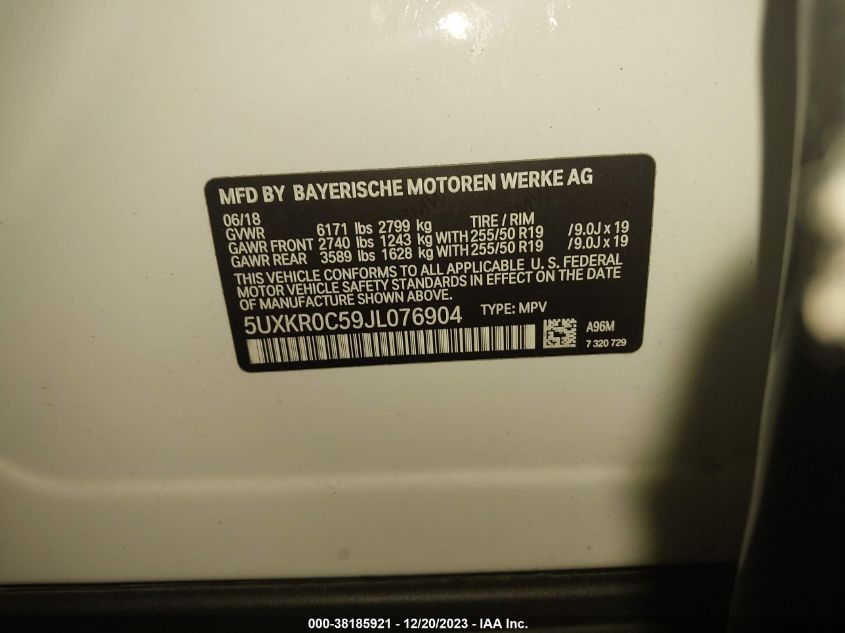 MFD BY BAYERISCHE MOTOREN WERKE AG
06/18 TIRE / RIM
GVWR 6171 lbs 2799 kg
GAWR FRONT 2740 lbs 1243 kg WITH 255/50 R19 /9.0J x 19
GAWR REAR 3589 lbs 1628 kg WITH 255/50 R19 /9.0J x 19
THIS VEHICLE CONFORMS TO ALL APPLICABLE U. S. FEDERAL
MOTOR VEHICLE SAFETY STANDARDS IN EFFECT ON THE DATE
OF MANUFACTURE SHOWN ABOVE.
5UXKR0C59JL076904 TYPE: MPV
A96M
7 320 729
000-38185921 - 12/20/2023 - IAA Inc.